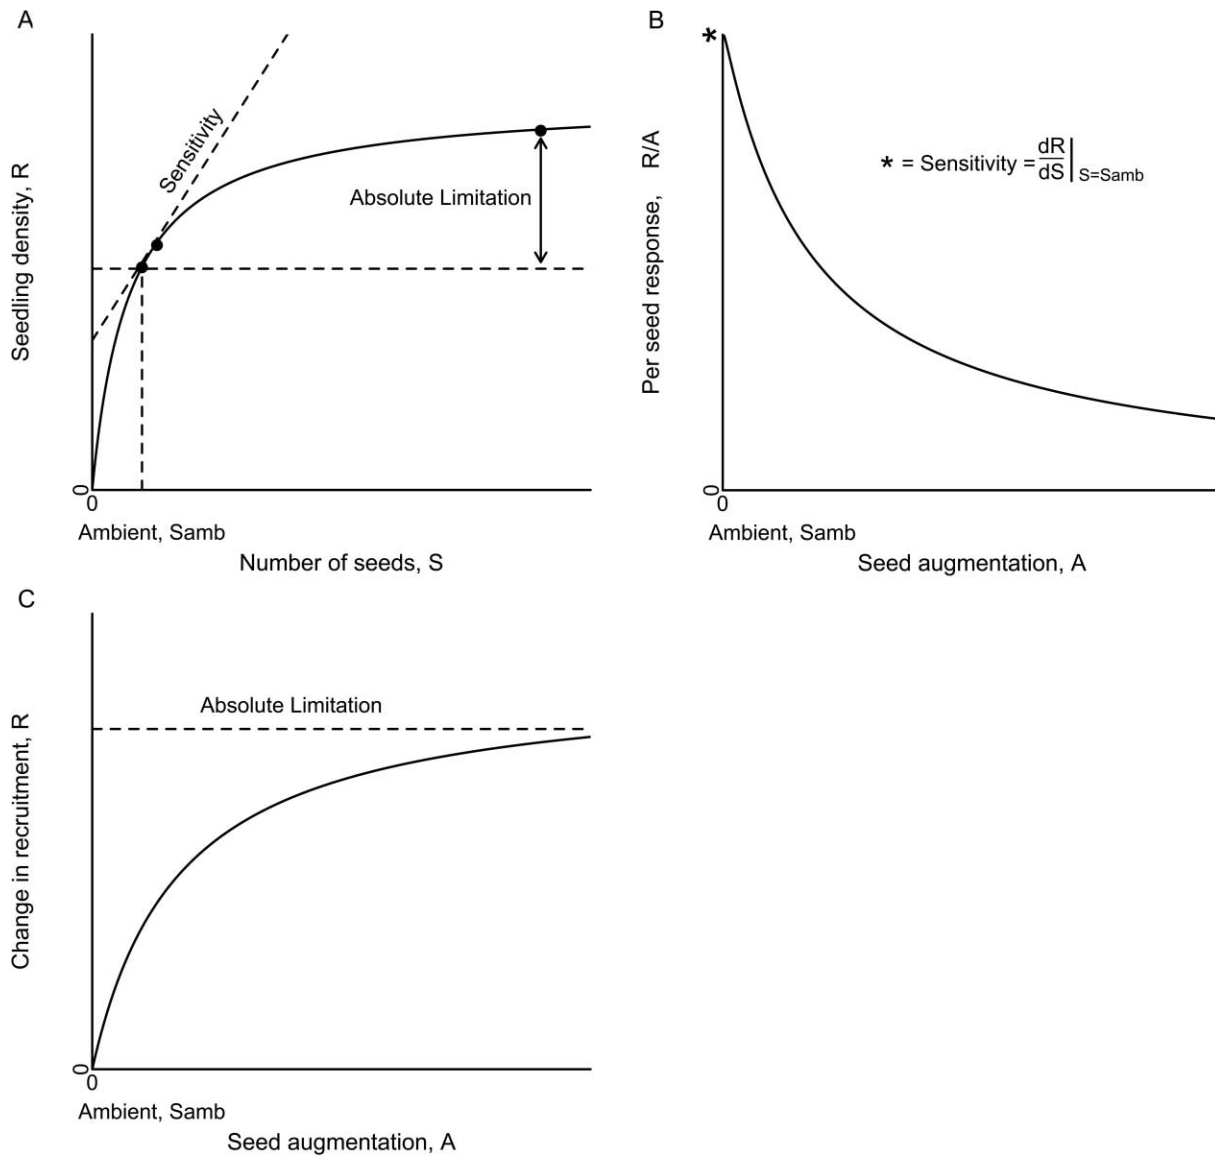 A
Seedling density, R
Sensitivity
Absolute Limitation
0
0
Ambient, Samb
Number of seeds, S
B
Per seed response, R/A
*
* = Sensitivity = dR/dS|S=Samb
0
0
Ambient, Samb
Seed augmentation, A
C
Change in recruitment, R
Absolute Limitation
0
0
Ambient, Samb
Seed augmentation, A